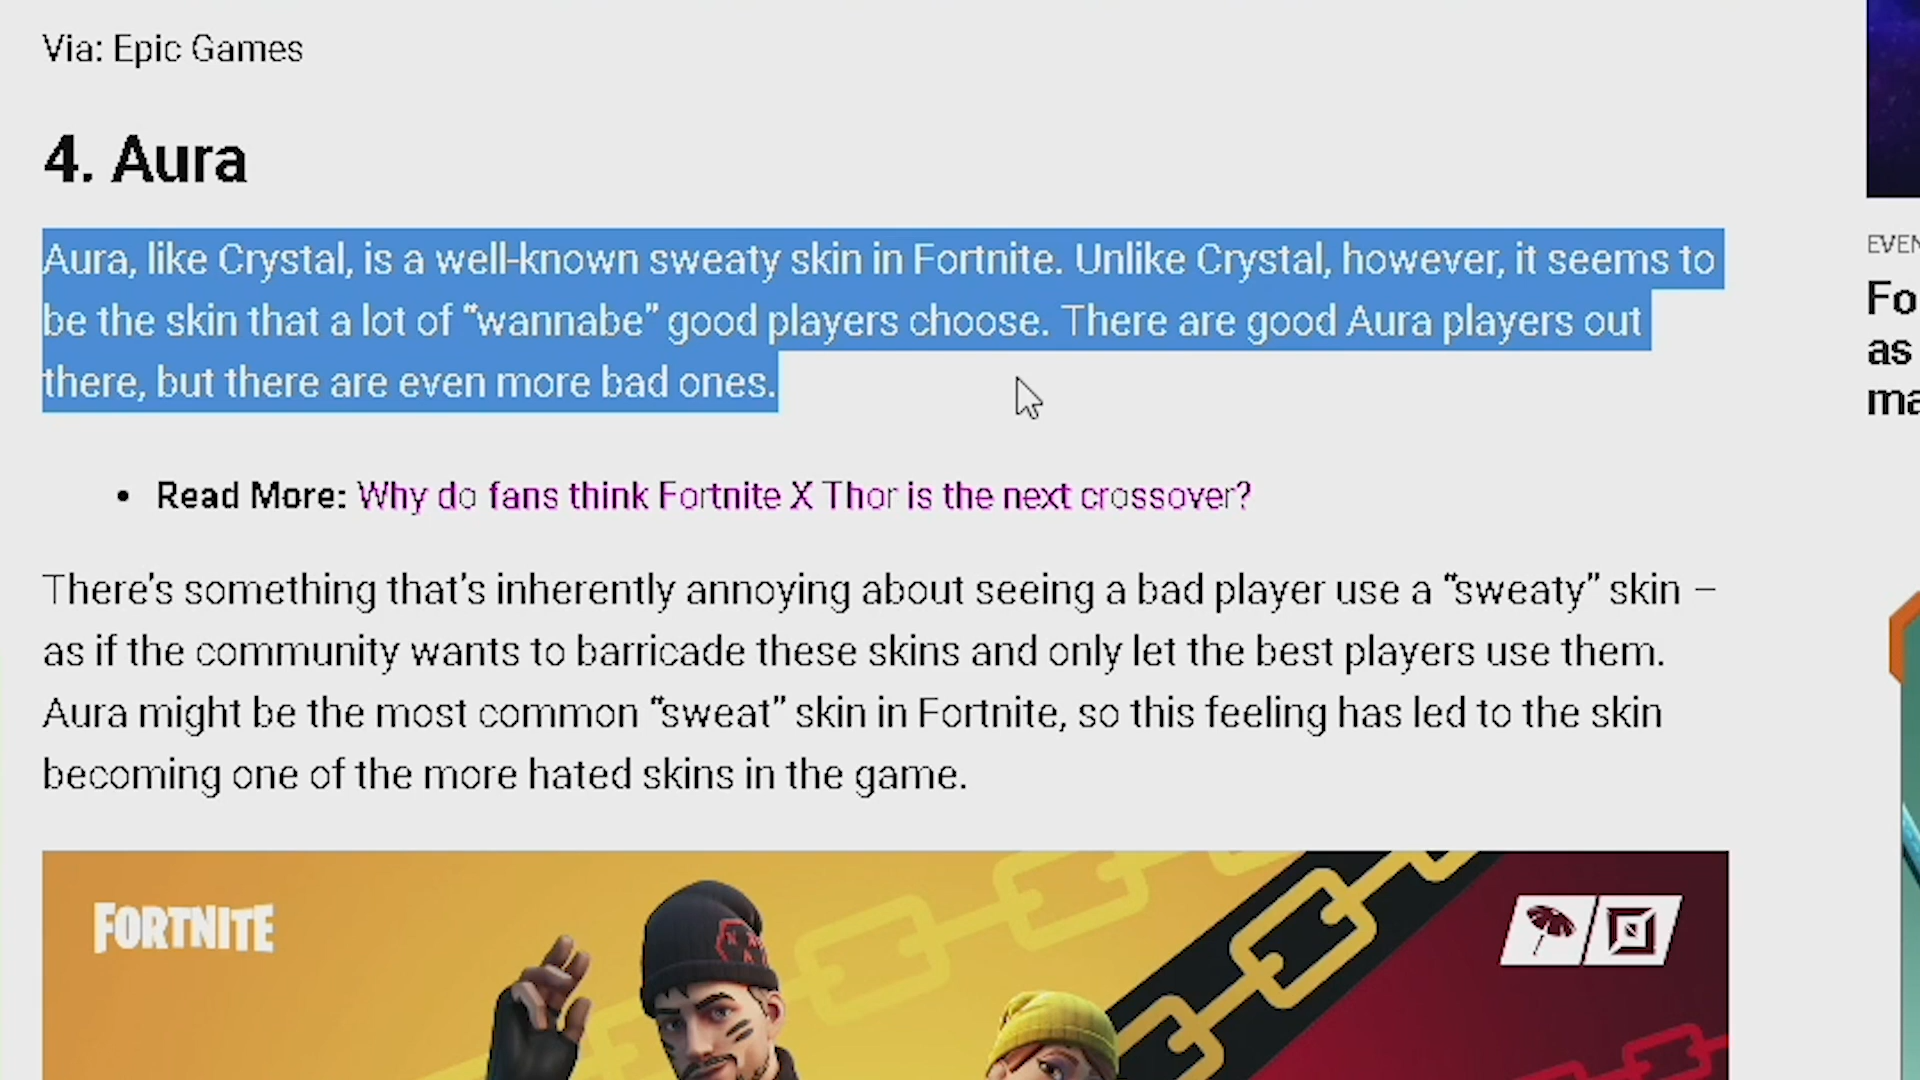 Via: Epic Games
4. Aura
Aura, like Crystal, is a well-known sweaty skin in Fortnite. Unlike Crystal, however, it seems to
be the skin that a lot of “wannabe” good players choose. There are good Aura players out
there, but there are even more bad ones.
• Read More: Why do fans think Fortnite X Thor is the next crossover?
There’s something that’s inherently annoying about seeing a bad player use a “sweaty” skin –
as if the community wants to barricade these skins and only let the best players use them.
Aura might be the most common “sweat” skin in Fortnite, so this feeling has led to the skin
becoming one of the more hated skins in the game.
FORTNITE
Fo
as